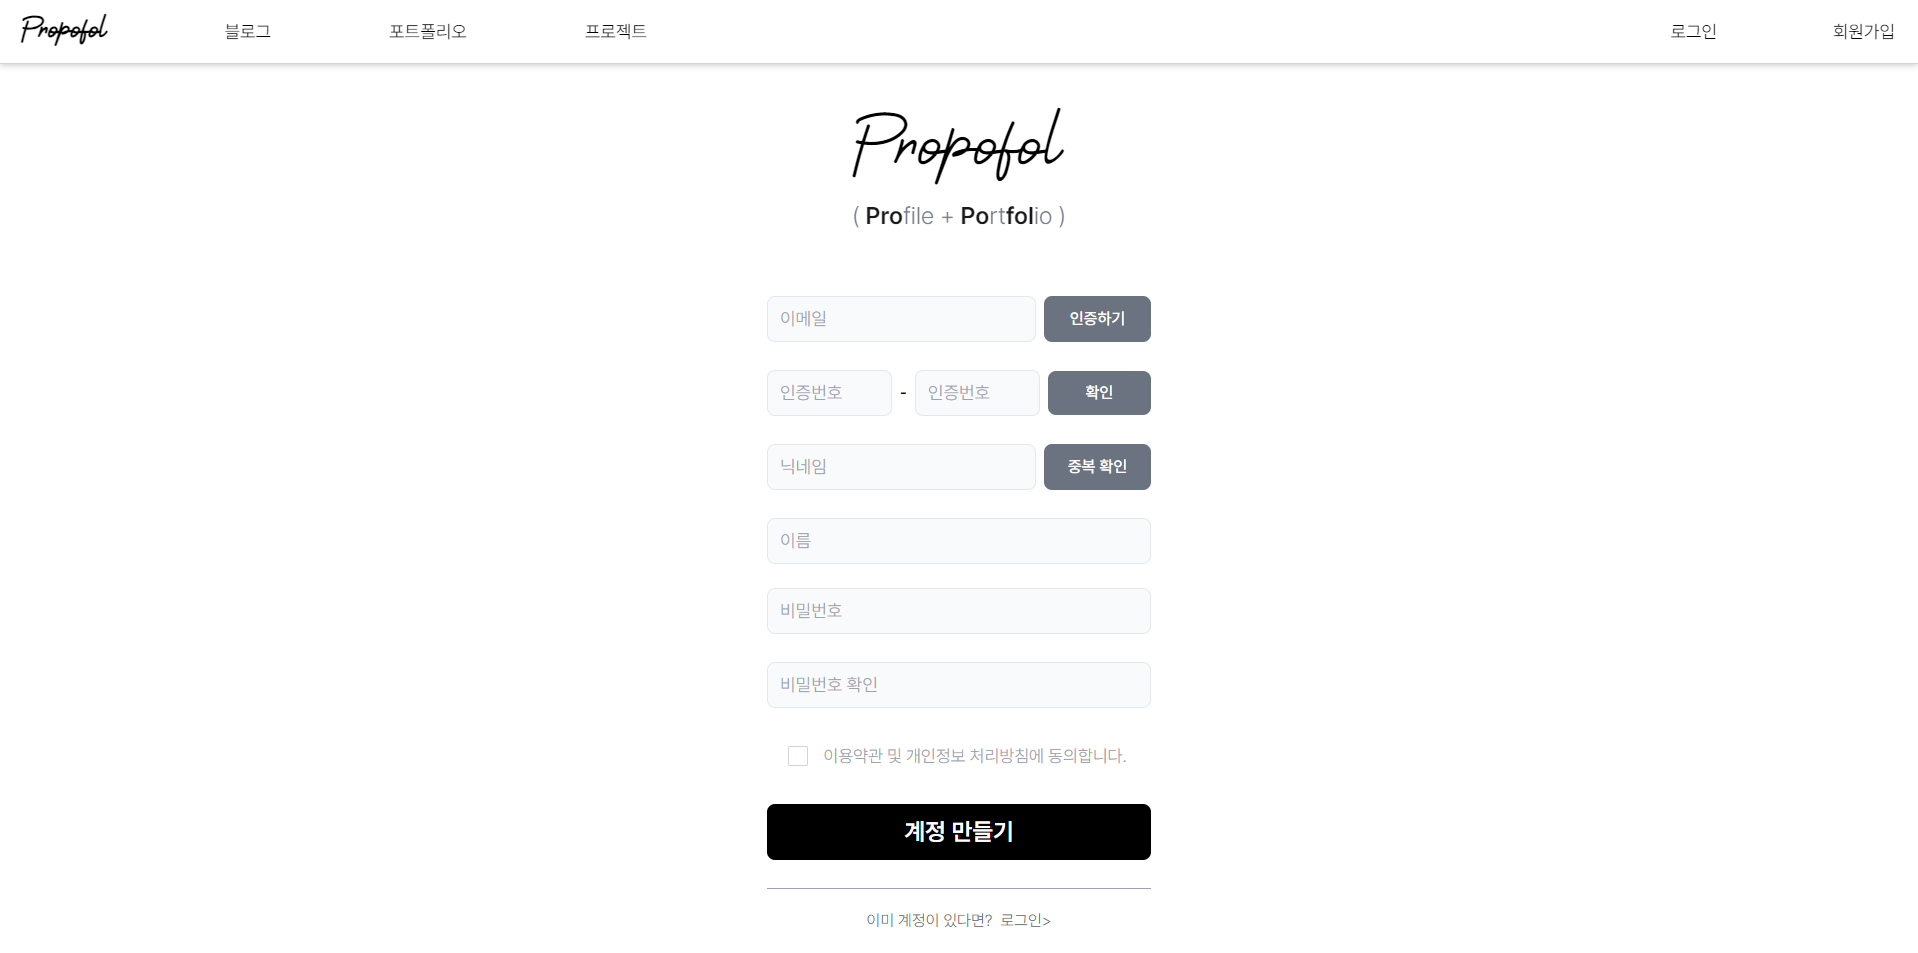 Propofol 블로그 포트폴리오 프로젝트 로그인 회원가입
Propofol
( Profile + Portfolio )
이메일 인증하기
인증번호 - 인증번호 확인
닉네임 중복 확인
이름
비밀번호
비밀번호 확인
이용약관 및 개인정보 처리방침에 동의합니다.
계정 만들기
이미 계정이 있다면? 로그인>